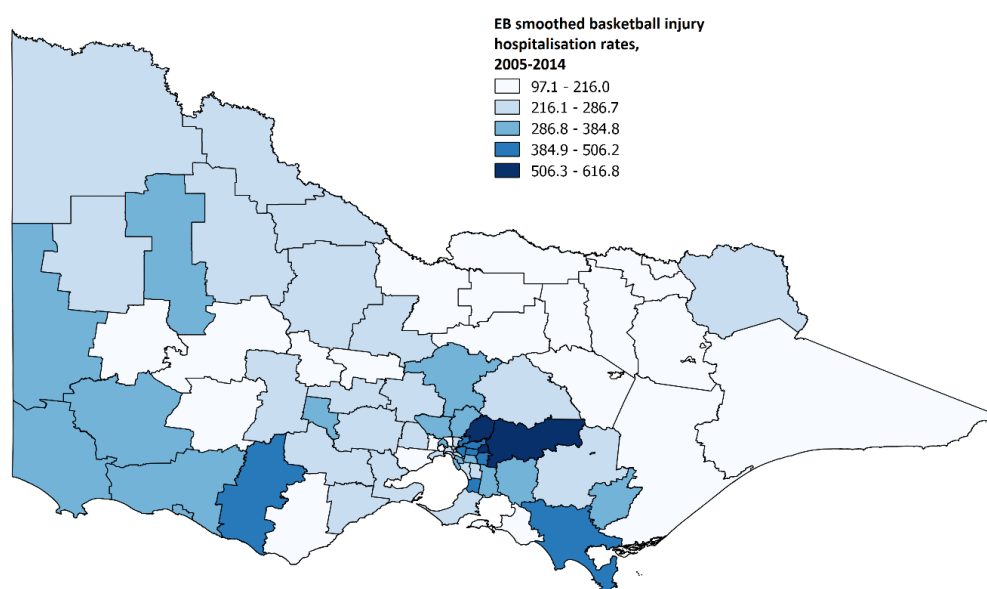 EB smoothed basketball injury
hospitalisation rates,
2005-2014
97.1 - 216.0
216.1 - 286.7
286.8 - 384.8
384.9 - 506.2
506.3 - 616.8